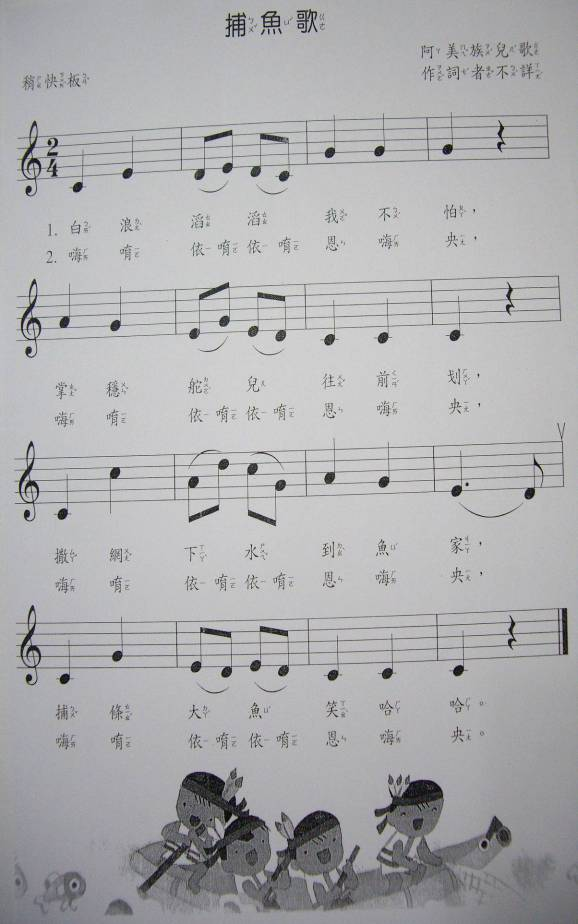 捕魚歌
阿美族兒歌
作詞者不詳
稍快板
2/4
1. 白浪滔滔我不怕，
2. 嗨唷依唷依唷恩嗨央，
掌穩舵兒往前划，
嗨唷依唷依唷恩嗨央，
撒網下水到魚家，
嗨唷依唷依唷恩嗨央，
捕條大魚笑哈哈。
嗨唷依唷依唷恩嗨央。